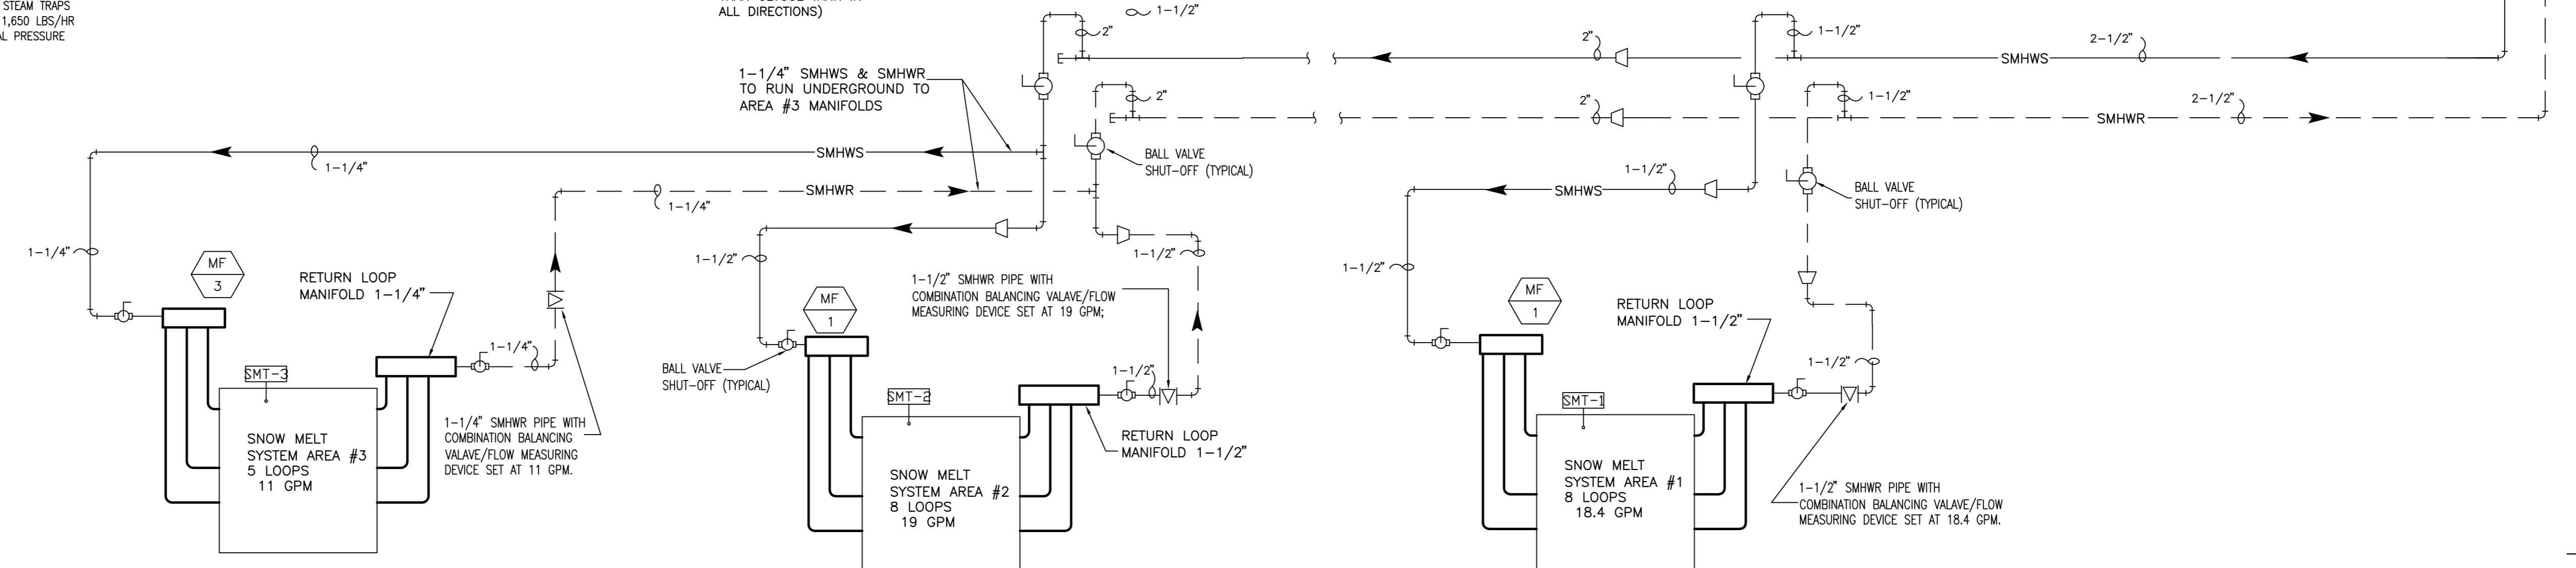 STEAM TRAPS
1,650 LBS/HR
AL PRESSURE
ALL DIRECTIONS)
1-1/2"
2"
2"
1-1/2"
2-1/2"
SMHWS
1-1/4" SMHWS & SMHWR
TO RUN UNDERGROUND TO
AREA #3 MANIFOLDS
2"
2"
1-1/2"
2-1/2"
SMHWR
SMHWS
1-1/4"
BALL VALVE
SHUT-OFF (TYPICAL)
SMHWR
1-1/4"
1-1/2"
SMHWS
BALL VALVE
SHUT-OFF (TYPICAL)
1-1/4"
MF
3
RETURN LOOP
MANIFOLD 1-1/4"
1-1/2"
1-1/2"
1-1/2" SMHWR PIPE WITH
COMBINATION BALANCING VALAVE/FLOW
MEASURING DEVICE SET AT 19 GPM;
MF
1
1-1/2"
MF
1
RETURN LOOP
MANIFOLD 1-1/2"
1-1/4"
SMT-3
BALL VALVE
SHUT-OFF (TYPICAL)
1-1/2"
SMT-2
1-1/2"
SMT-1
1-1/4" SMHWR PIPE WITH
COMBINATION BALANCING
VALAVE/FLOW MEASURING
DEVICE SET AT 11 GPM.
SNOW MELT
SYSTEM AREA #3
5 LOOPS
11 GPM
RETURN LOOP
MANIFOLD 1-1/2"
SNOW MELT
SYSTEM AREA #2
8 LOOPS
19 GPM
SNOW MELT
SYSTEM AREA #1
8 LOOPS
18.4 GPM
1-1/2" SMHWR PIPE WITH
COMBINATION BALANCING VALAVE/FLOW
MEASURING DEVICE SET AT 18.4 GPM.